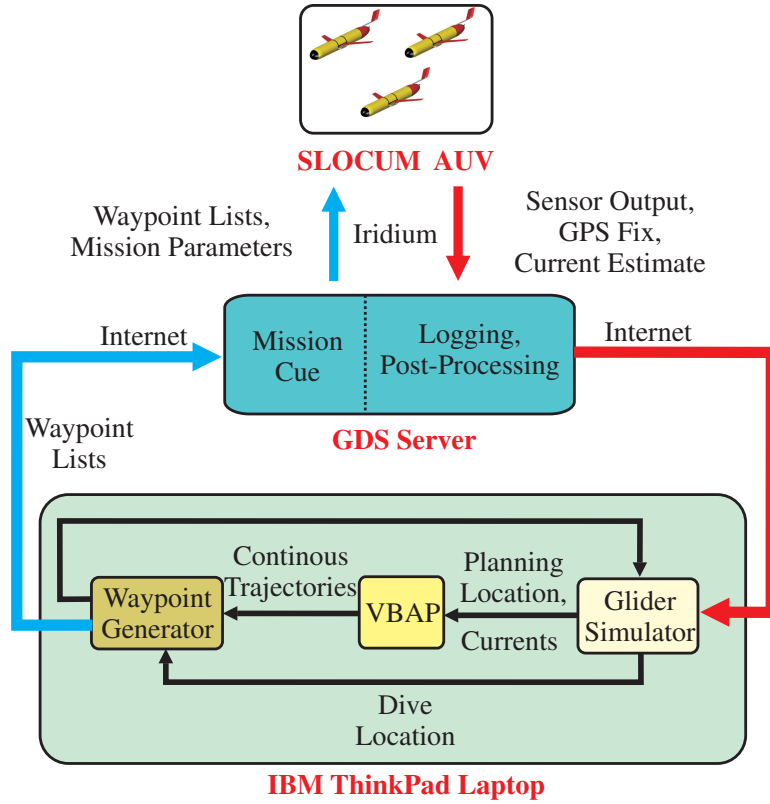 SLOCUM AUV
Waypoint Lists,
Mission Parameters
Iridium
Sensor Output,
GPS Fix,
Current Estimate
Internet
Mission
Cue
Logging,
Post-Processing
Internet
GDS Server
Waypoint
Lists
Continous
Trajectories
Planning
Location,
Currents
Waypoint
Generator
VBAP
Glider
Simulator
Dive
Location
IBM ThinkPad Laptop